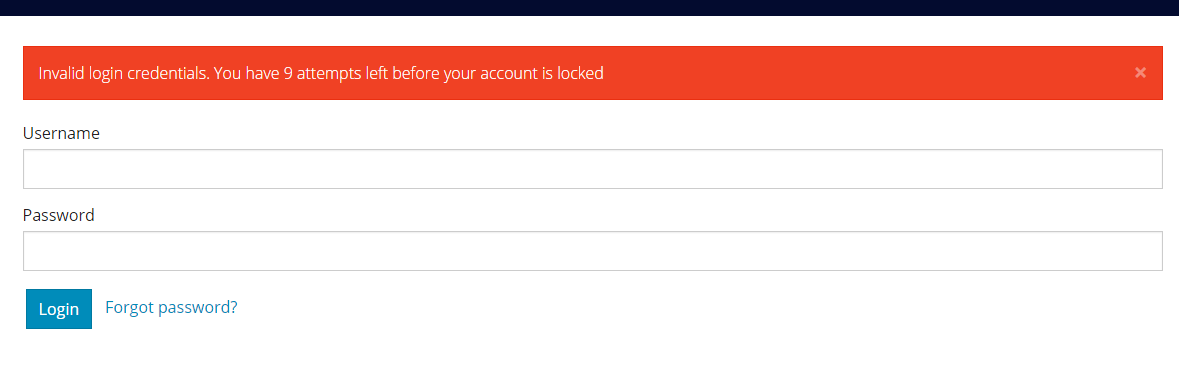 Invalid login credentials. You have 9 attempts left before your account is locked ×
Username
Password
Login Forgot password?